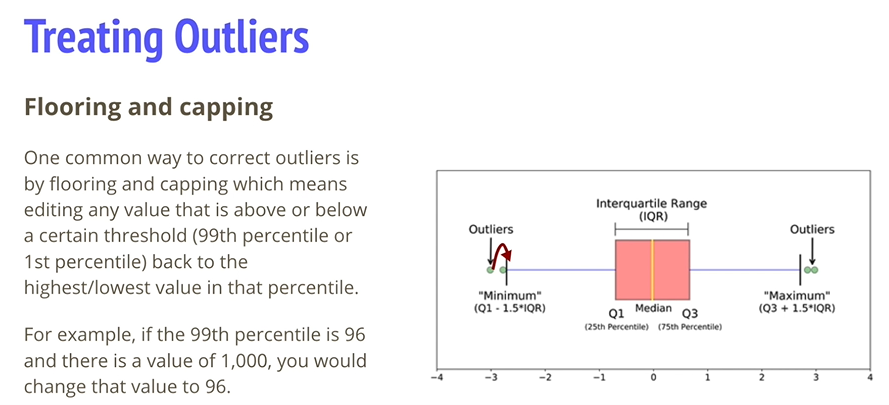 Treating Outliers
Flooring and capping
One common way to correct outliers is
by flooring and capping which means
editing any value that is above or below
a certain threshold (99th percentile or
1st percentile) back to the
highest/lowest value in that percentile.
For example, if the 99th percentile is 96
and there is a value of 1,000, you would
change that value to 96.
Interquartile Range
(IQR)
Outliers
Outliers
"Minimum"
(Q1 - 1.5*IQR)
Q1
(25th Percentile)
Median
Q3
(75th Percentile)
"Maximum"
(Q3 + 1.5*IQR)
−4 −3 −2 −1 0 1 2 3 4